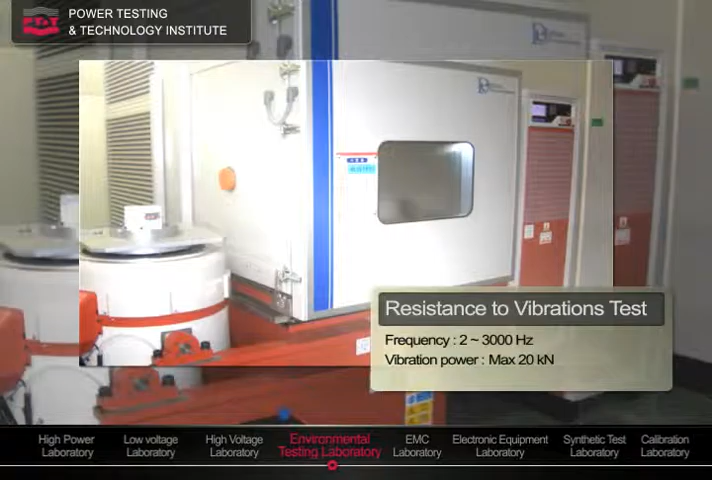 PT&T
POWER TESTING
& TECHNOLOGY INSTITUTE
Resistance to Vibrations Test
Frequency : 2 ~ 3000 Hz
Vibration power : Max 20 kN
High Power
Laboratory
Low voltage
Laboratory
High Voltage
Laboratory
Environmental
Testing Laboratory
EMC
Laboratory
Electronic Equipment
Laboratory
Synthetic Test
Laboratory
Calibration
Laboratory